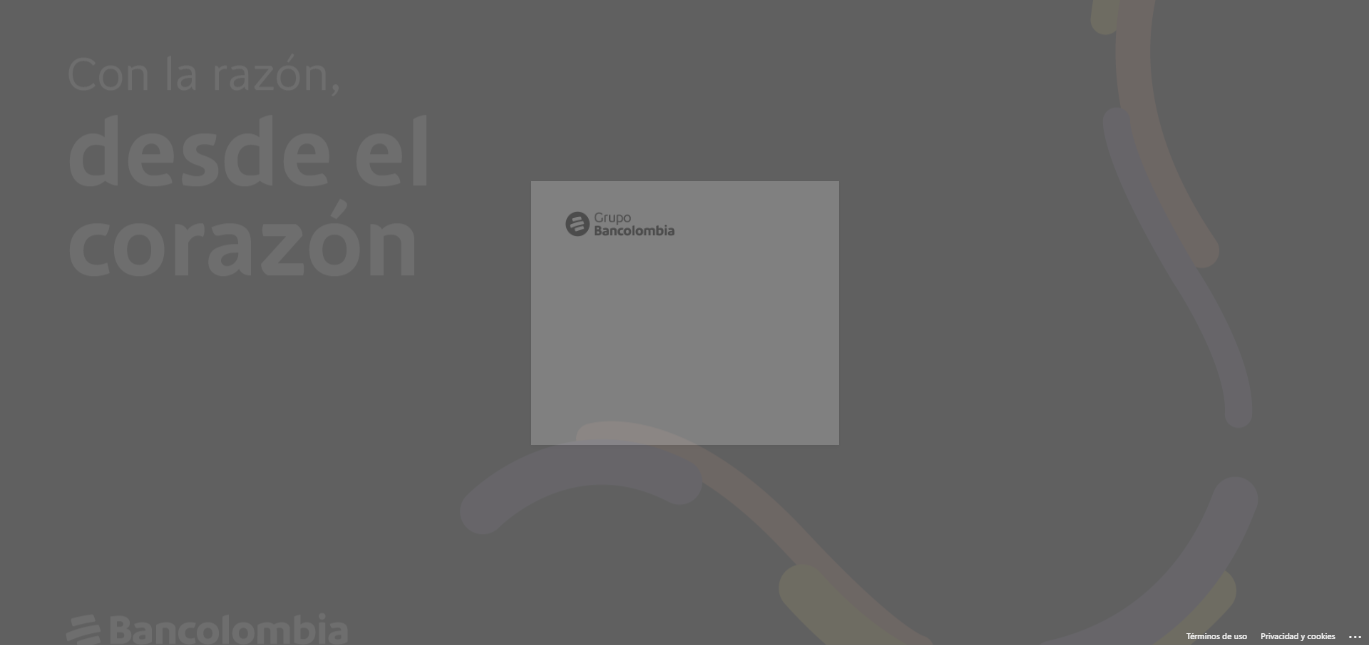 Con la razón,
desde el
corazón
Grupo
Bancolombia
Bancolombia
Términos de uso Privacidad y cookies ...